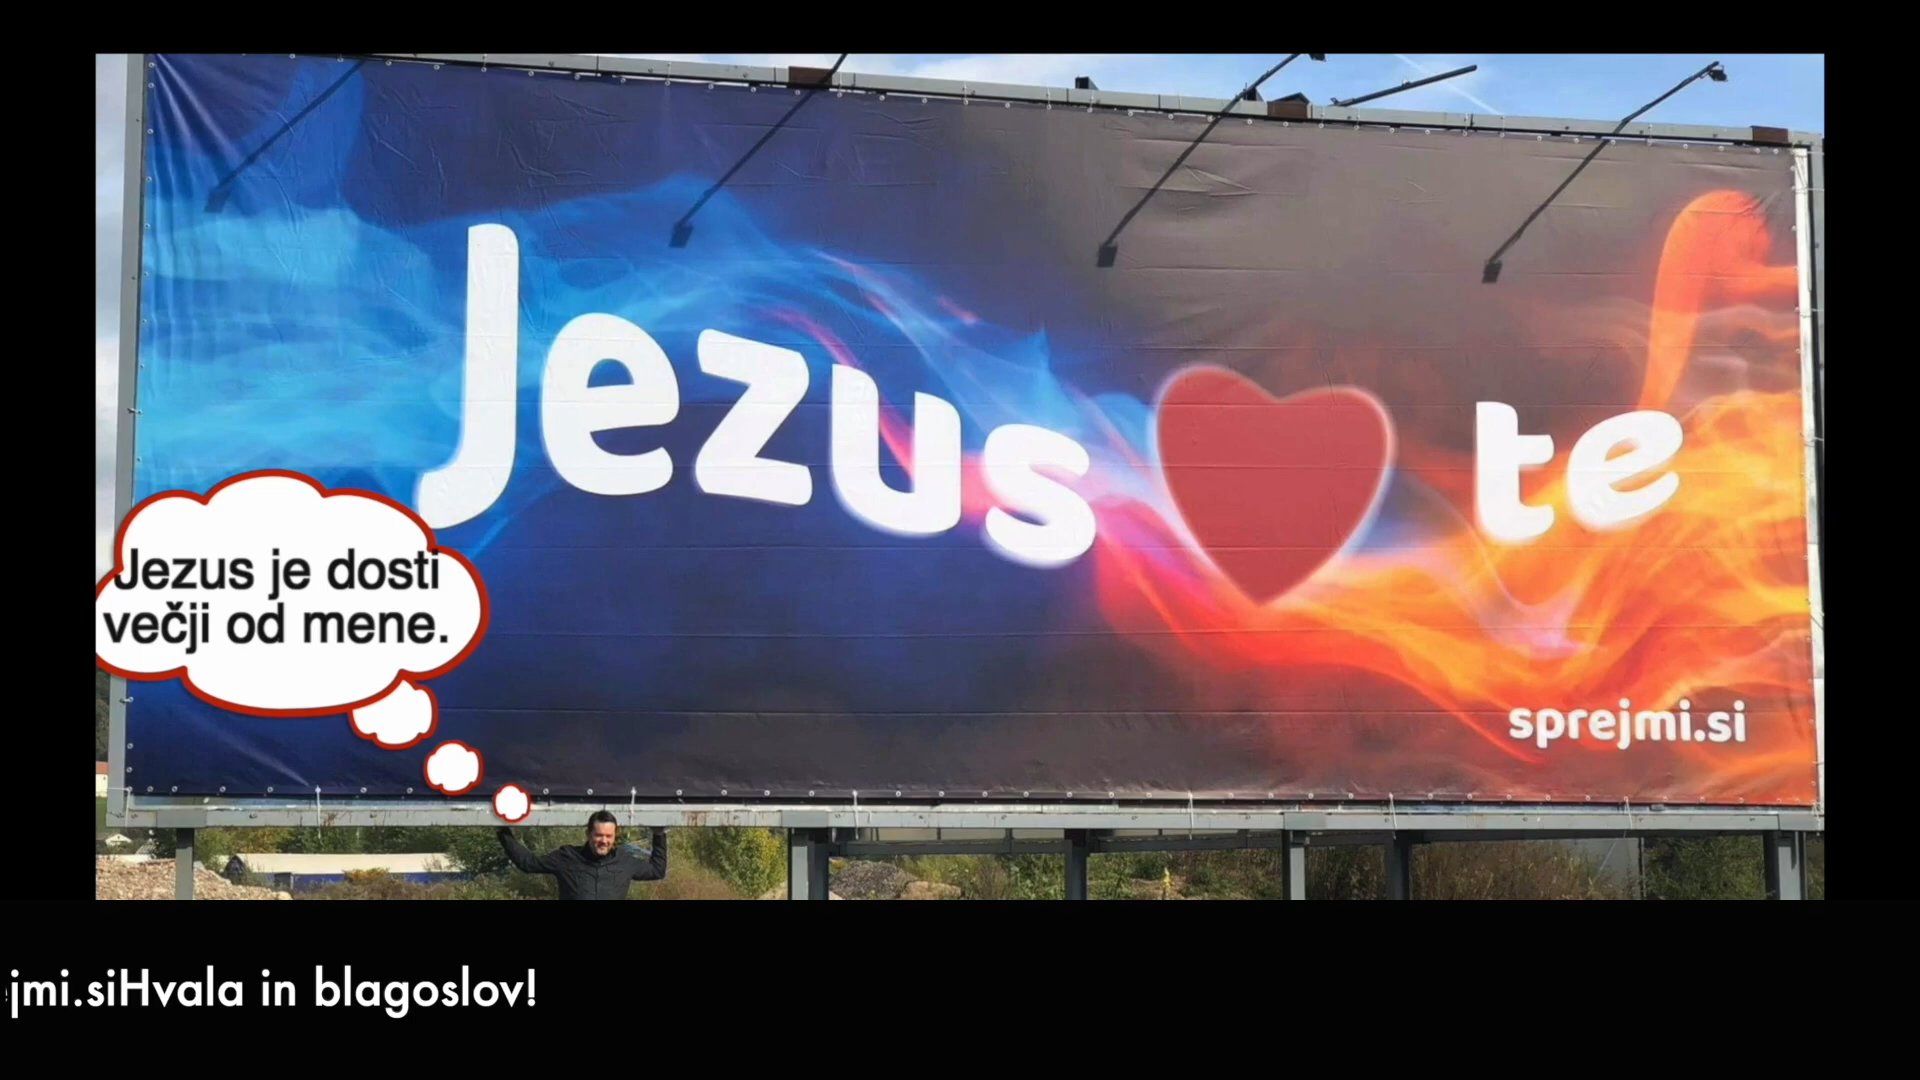 Jezus te
sprejmi.si
Jezus je dosti
večji od mene.
jmi.siHvala in blagoslov!